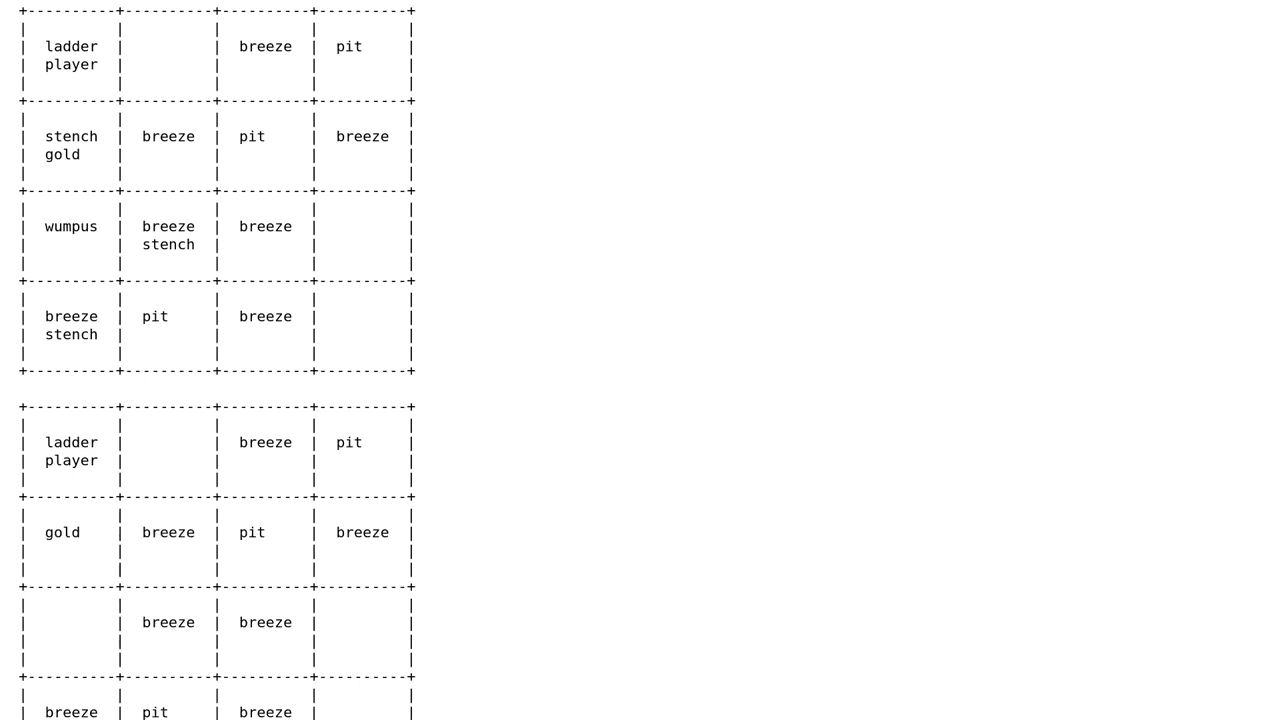 +----------+----------+----------+----------+
|          |          |          |          |
|  ladder  |          |  breeze  |  pit     |
|  player  |          |          |          |
|          |          |          |          |
+----------+----------+----------+----------+
|          |          |          |          |
|  stench  |  breeze  |  pit     |  breeze  |
|  gold    |          |          |          |
|          |          |          |          |
+----------+----------+----------+----------+
|          |          |          |          |
|  wumpus  |  breeze  |  breeze  |          |
|          |  stench  |          |          |
|          |          |          |          |
+----------+----------+----------+----------+
|          |          |          |          |
|  breeze  |  pit     |  breeze  |          |
|  stench  |          |          |          |
|          |          |          |          |
+----------+----------+----------+----------+

+----------+----------+----------+----------+
|          |          |          |          |
|  ladder  |          |  breeze  |  pit     |
|  player  |          |          |          |
|          |          |          |          |
+----------+----------+----------+----------+
|          |          |          |          |
|  gold    |  breeze  |  pit     |  breeze  |
|          |          |          |          |
|          |          |          |          |
+----------+----------+----------+----------+
|          |          |          |          |
|          |  breeze  |  breeze  |          |
|          |          |          |          |
|          |          |          |          |
+----------+----------+----------+----------+
|          |          |          |          |
|  breeze  |  pit     |  breeze  |          |